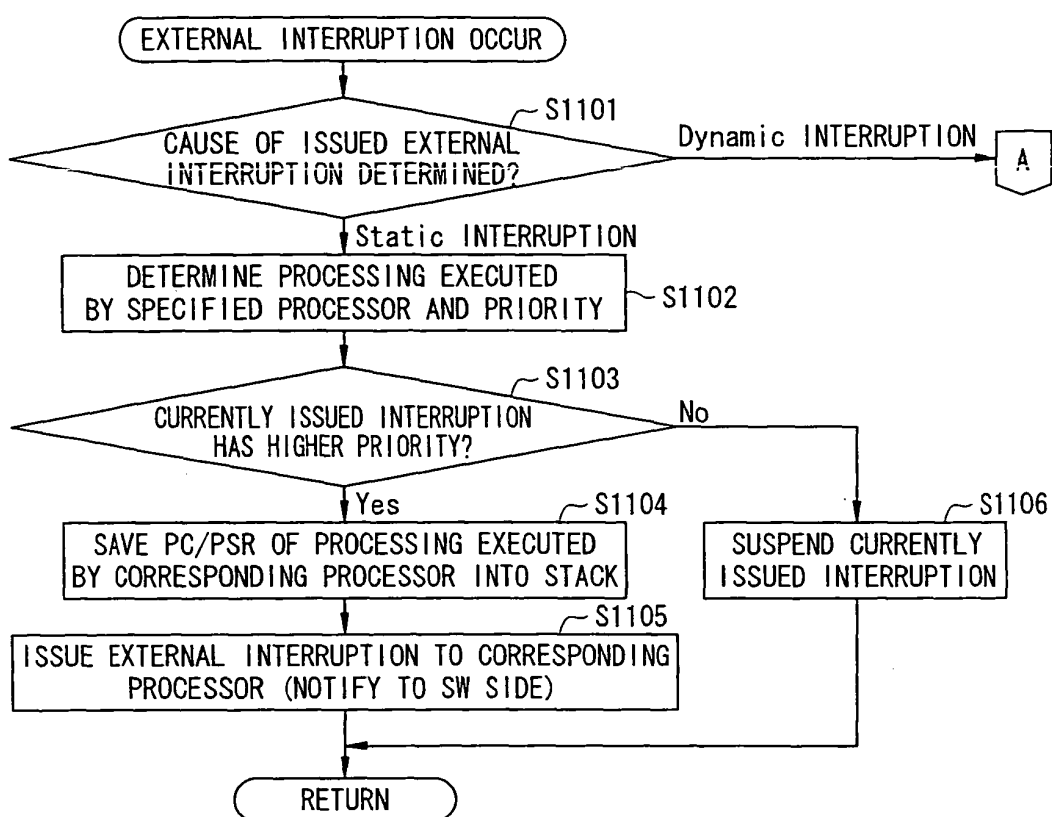 EXTERNAL INTERRUPTION OCCUR
S1101
CAUSE OF ISSUED EXTERNAL
INTERRUPTION DETERMINED?
Dynamic INTERRUPTION
A
Static INTERRUPTION
DETERMINE PROCESSING EXECUTED
BY SPECIFIED PROCESSOR AND PRIORITY
S1102
S1103
CURRENTLY ISSUED INTERRUPTION
HAS HIGHER PRIORITY?
No
Yes
S1104
SAVE PC/PSR OF PROCESSING EXECUTED
BY CORRESPONDING PROCESSOR INTO STACK
S1106
SUSPEND CURRENTLY
ISSUED INTERRUPTION
S1105
ISSUE EXTERNAL INTERRUPTION TO CORRESPONDING
PROCESSOR (NOTIFY TO SW SIDE)
RETURN